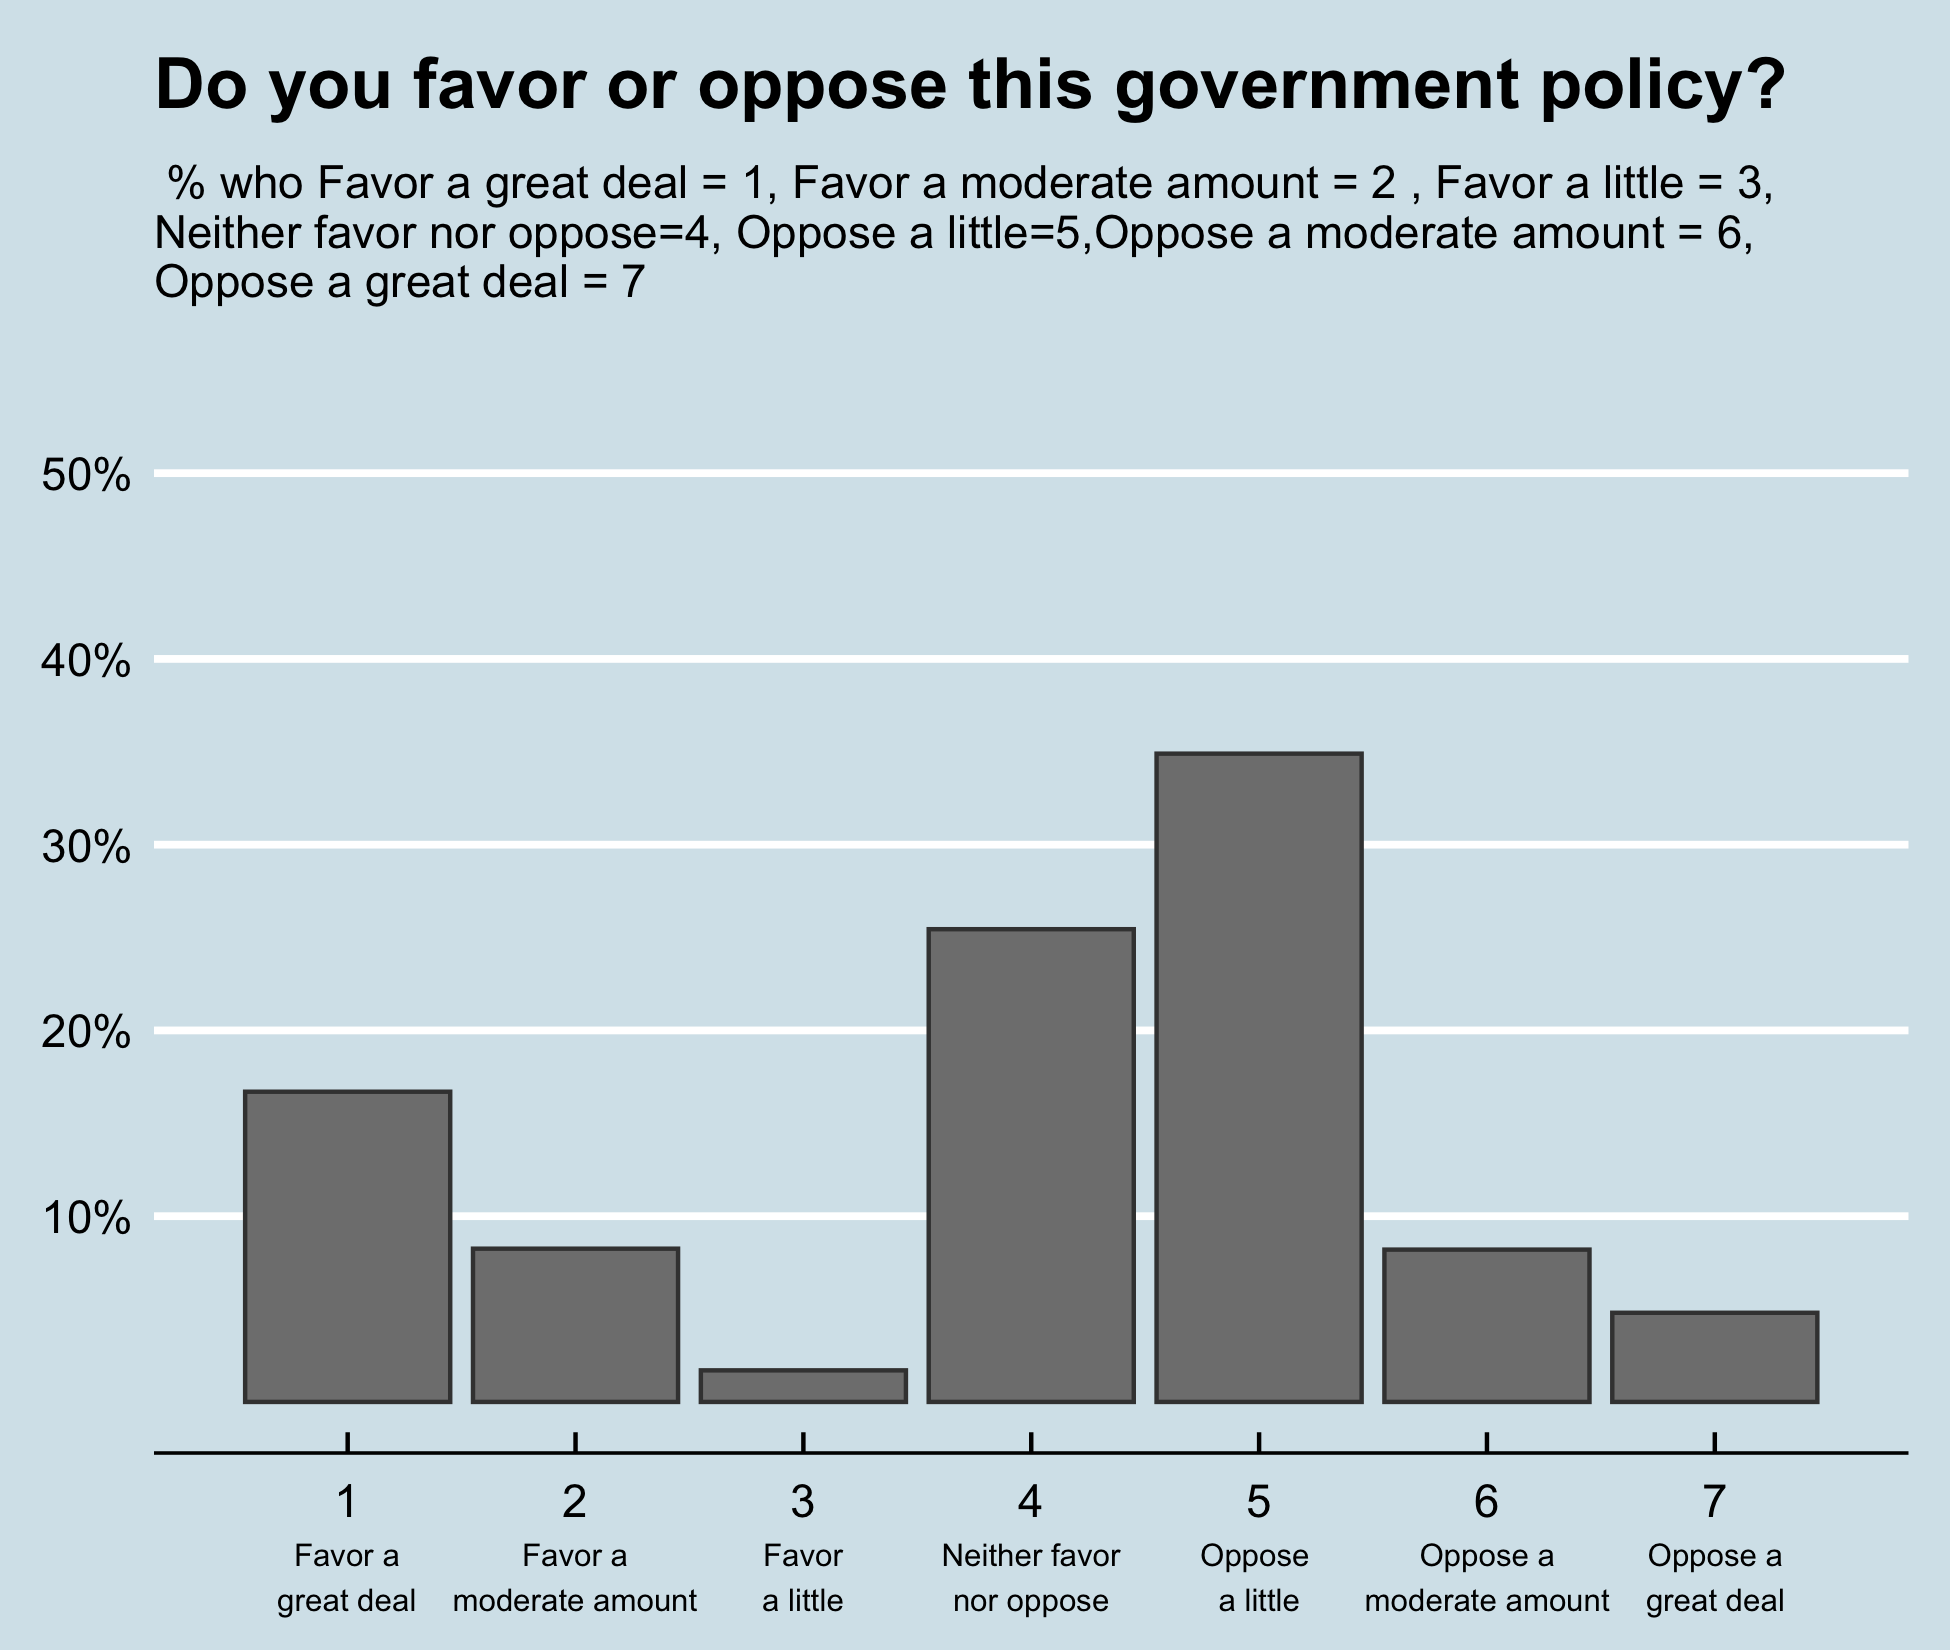 Do you favor or oppose this government policy?
% who Favor a great deal = 1, Favor a moderate amount = 2 , Favor a little = 3,
Neither favor nor oppose=4, Oppose a little=5,Oppose a moderate amount = 6,
Oppose a great deal = 7
50%
40%
30%
20%
10%
1 2 3 4 5 6 7
Favor a Favor a Favor Neither favor Oppose Oppose a Oppose a
great deal moderate amount a little nor oppose a little moderate amount great deal